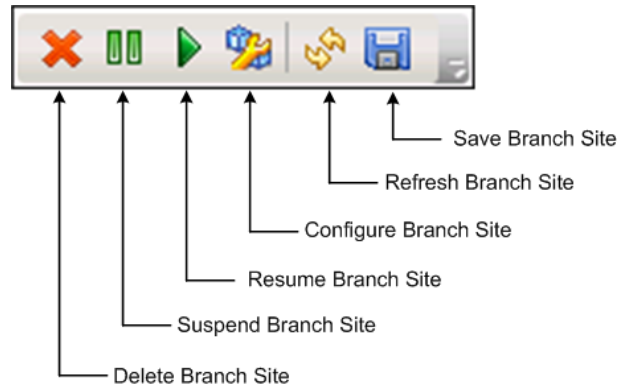 Save Branch Site
Refresh Branch Site
Configure Branch Site
Resume Branch Site
Suspend Branch Site
Delete Branch Site